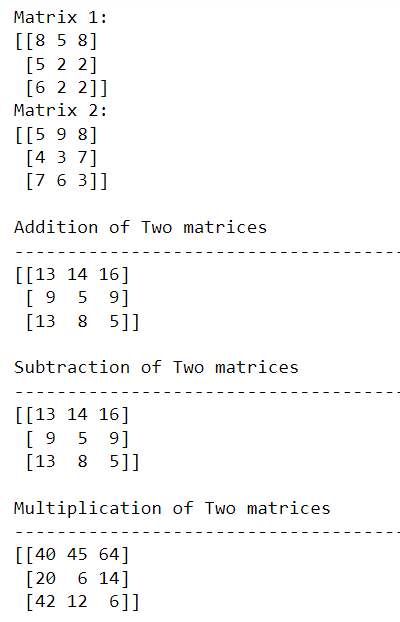 Matrix 1:
[[8 5 8]
 [5 2 2]
 [6 2 2]]
Matrix 2:
[[5 9 8]
 [4 3 7]
 [7 6 3]]
Addition of Two matrices
------------------------------------
[[13 14 16]
 [ 9  5  9]
 [13  8  5]]
Subtraction of Two matrices
------------------------------------
[[13 14 16]
 [ 9  5  9]
 [13  8  5]]
Multiplication of Two matrices
------------------------------------
[[40 45 64]
 [20  6 14]
 [42 12  6]]